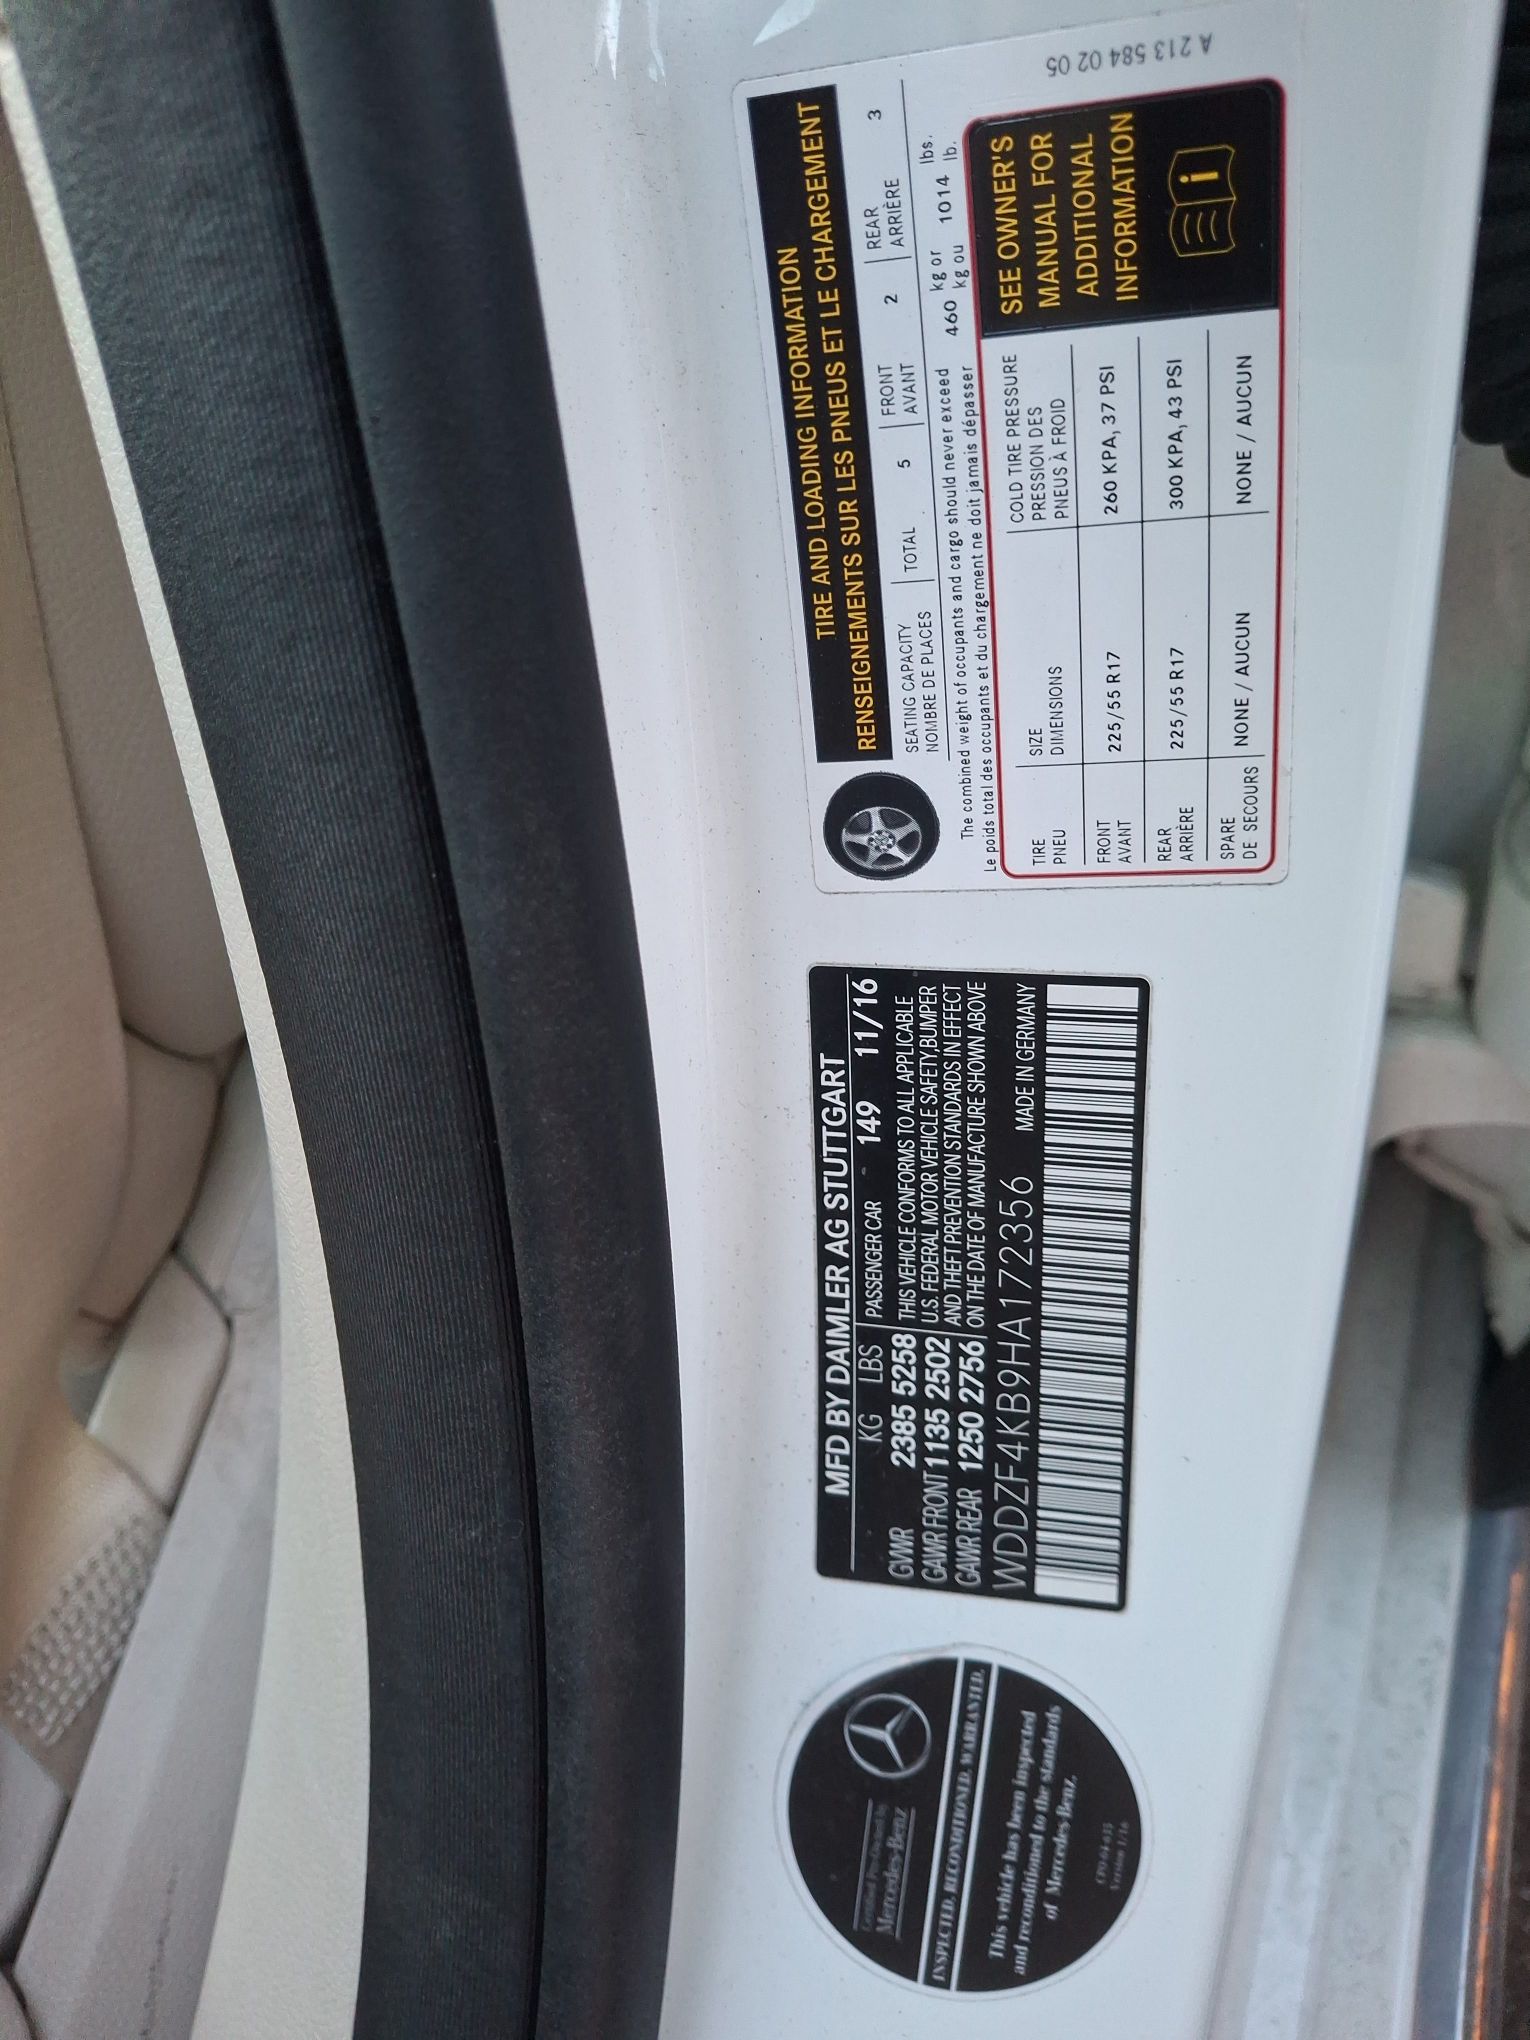 A 213 584 02 05
TIRE AND LOADING INFORMATION
RENSEIGNEMENTS SUR LES PNEUS ET LE CHARGEMENT
SEATING CAPACITY
NOMBRE DE PLACES
TOTAL 5
FRONT
AVANT
2
REAR
ARRIÈRE
3
The combined weight of occupants and cargo should never exceed 460 kg or 1014 lbs.
Le poids total des occupants et du chargement ne doit jamais dépasser kg ou lb.
TIRE
PNEU
SIZE
DIMENSIONS
COLD TIRE PRESSURE
PRESSION DES
PNEUS À FROID
FRONT
AVANT
225/55 R17
260 KPA, 37 PSI
REAR
ARRIÈRE
225/55 R17
300 KPA, 43 PSI
SPARE
DE SECOURS
NONE / AUCUN
NONE / AUCUN
SEE OWNER'S
MANUAL FOR
ADDITIONAL
INFORMATION
i
MFD BY DAIMLER AG STUTTGART
KG LBS PASSENGER CAR - 149 11/16
GVWR 2385 5258 THIS VEHICLE CONFORMS TO ALL APPLICABLE
GAWR FRONT 1135 2502 U.S. FEDERAL MOTOR VEHICLE SAFETY, BUMPER
GAWR REAR 1250 2756 AND THEFT PREVENTION STANDARDS IN EFFECT
ON THE DATE OF MANUFACTURE SHOWN ABOVE
WDDZF4KB9HA172356 MADE IN GERMANY
Certified Pre-Owned by
Mercedes-Benz
INSPECTED. RECONDITIONED. WARRANTED.
This vehicle has been inspected
and reconditioned to the standards
of Mercedes-Benz.
Version 1/16